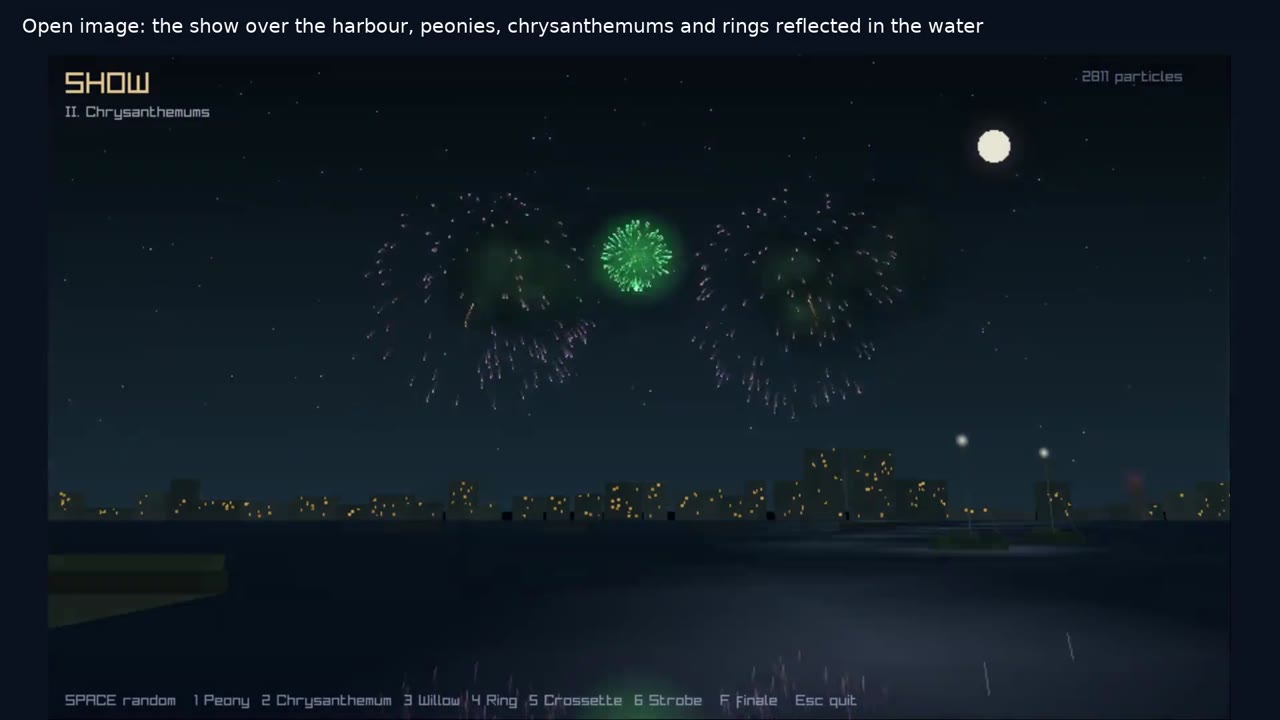 Open image: the show over the harbour, peonies, chrysanthemums and rings reflected in the water
SHOW
2811 particles
II. Chrysanthemums
SPACE random 1 Peony 2 Chrysanthemum 3 Willow 4 Ring 5 Crossette 6 Strobe F finale Esc quit